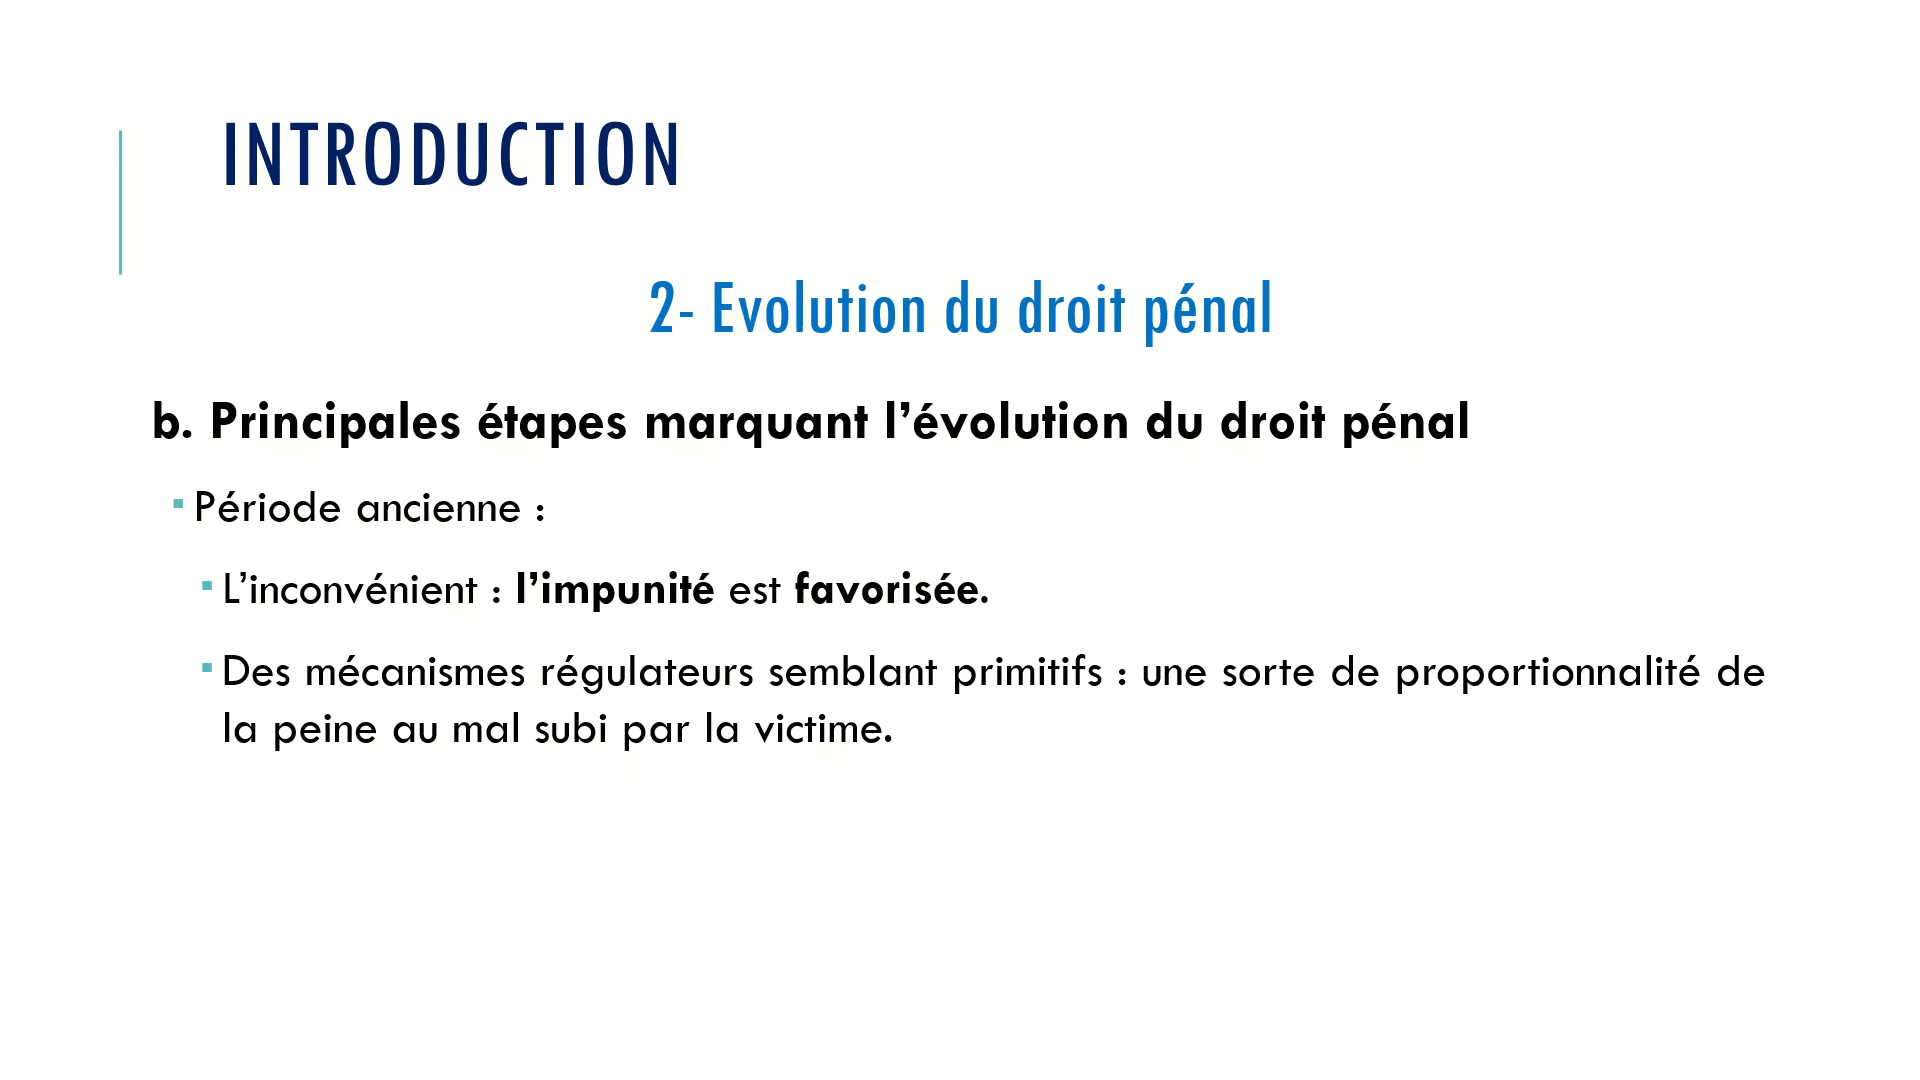 INTRODUCTION
2- Evolution du droit pénal
b. Principales étapes marquant l’évolution du droit pénal
▪ Période ancienne :
▪ L’inconvénient : l’impunité est favorisée.
▪ Des mécanismes régulateurs semblant primitifs : une sorte de proportionnalité de
la peine au mal subi par la victime.